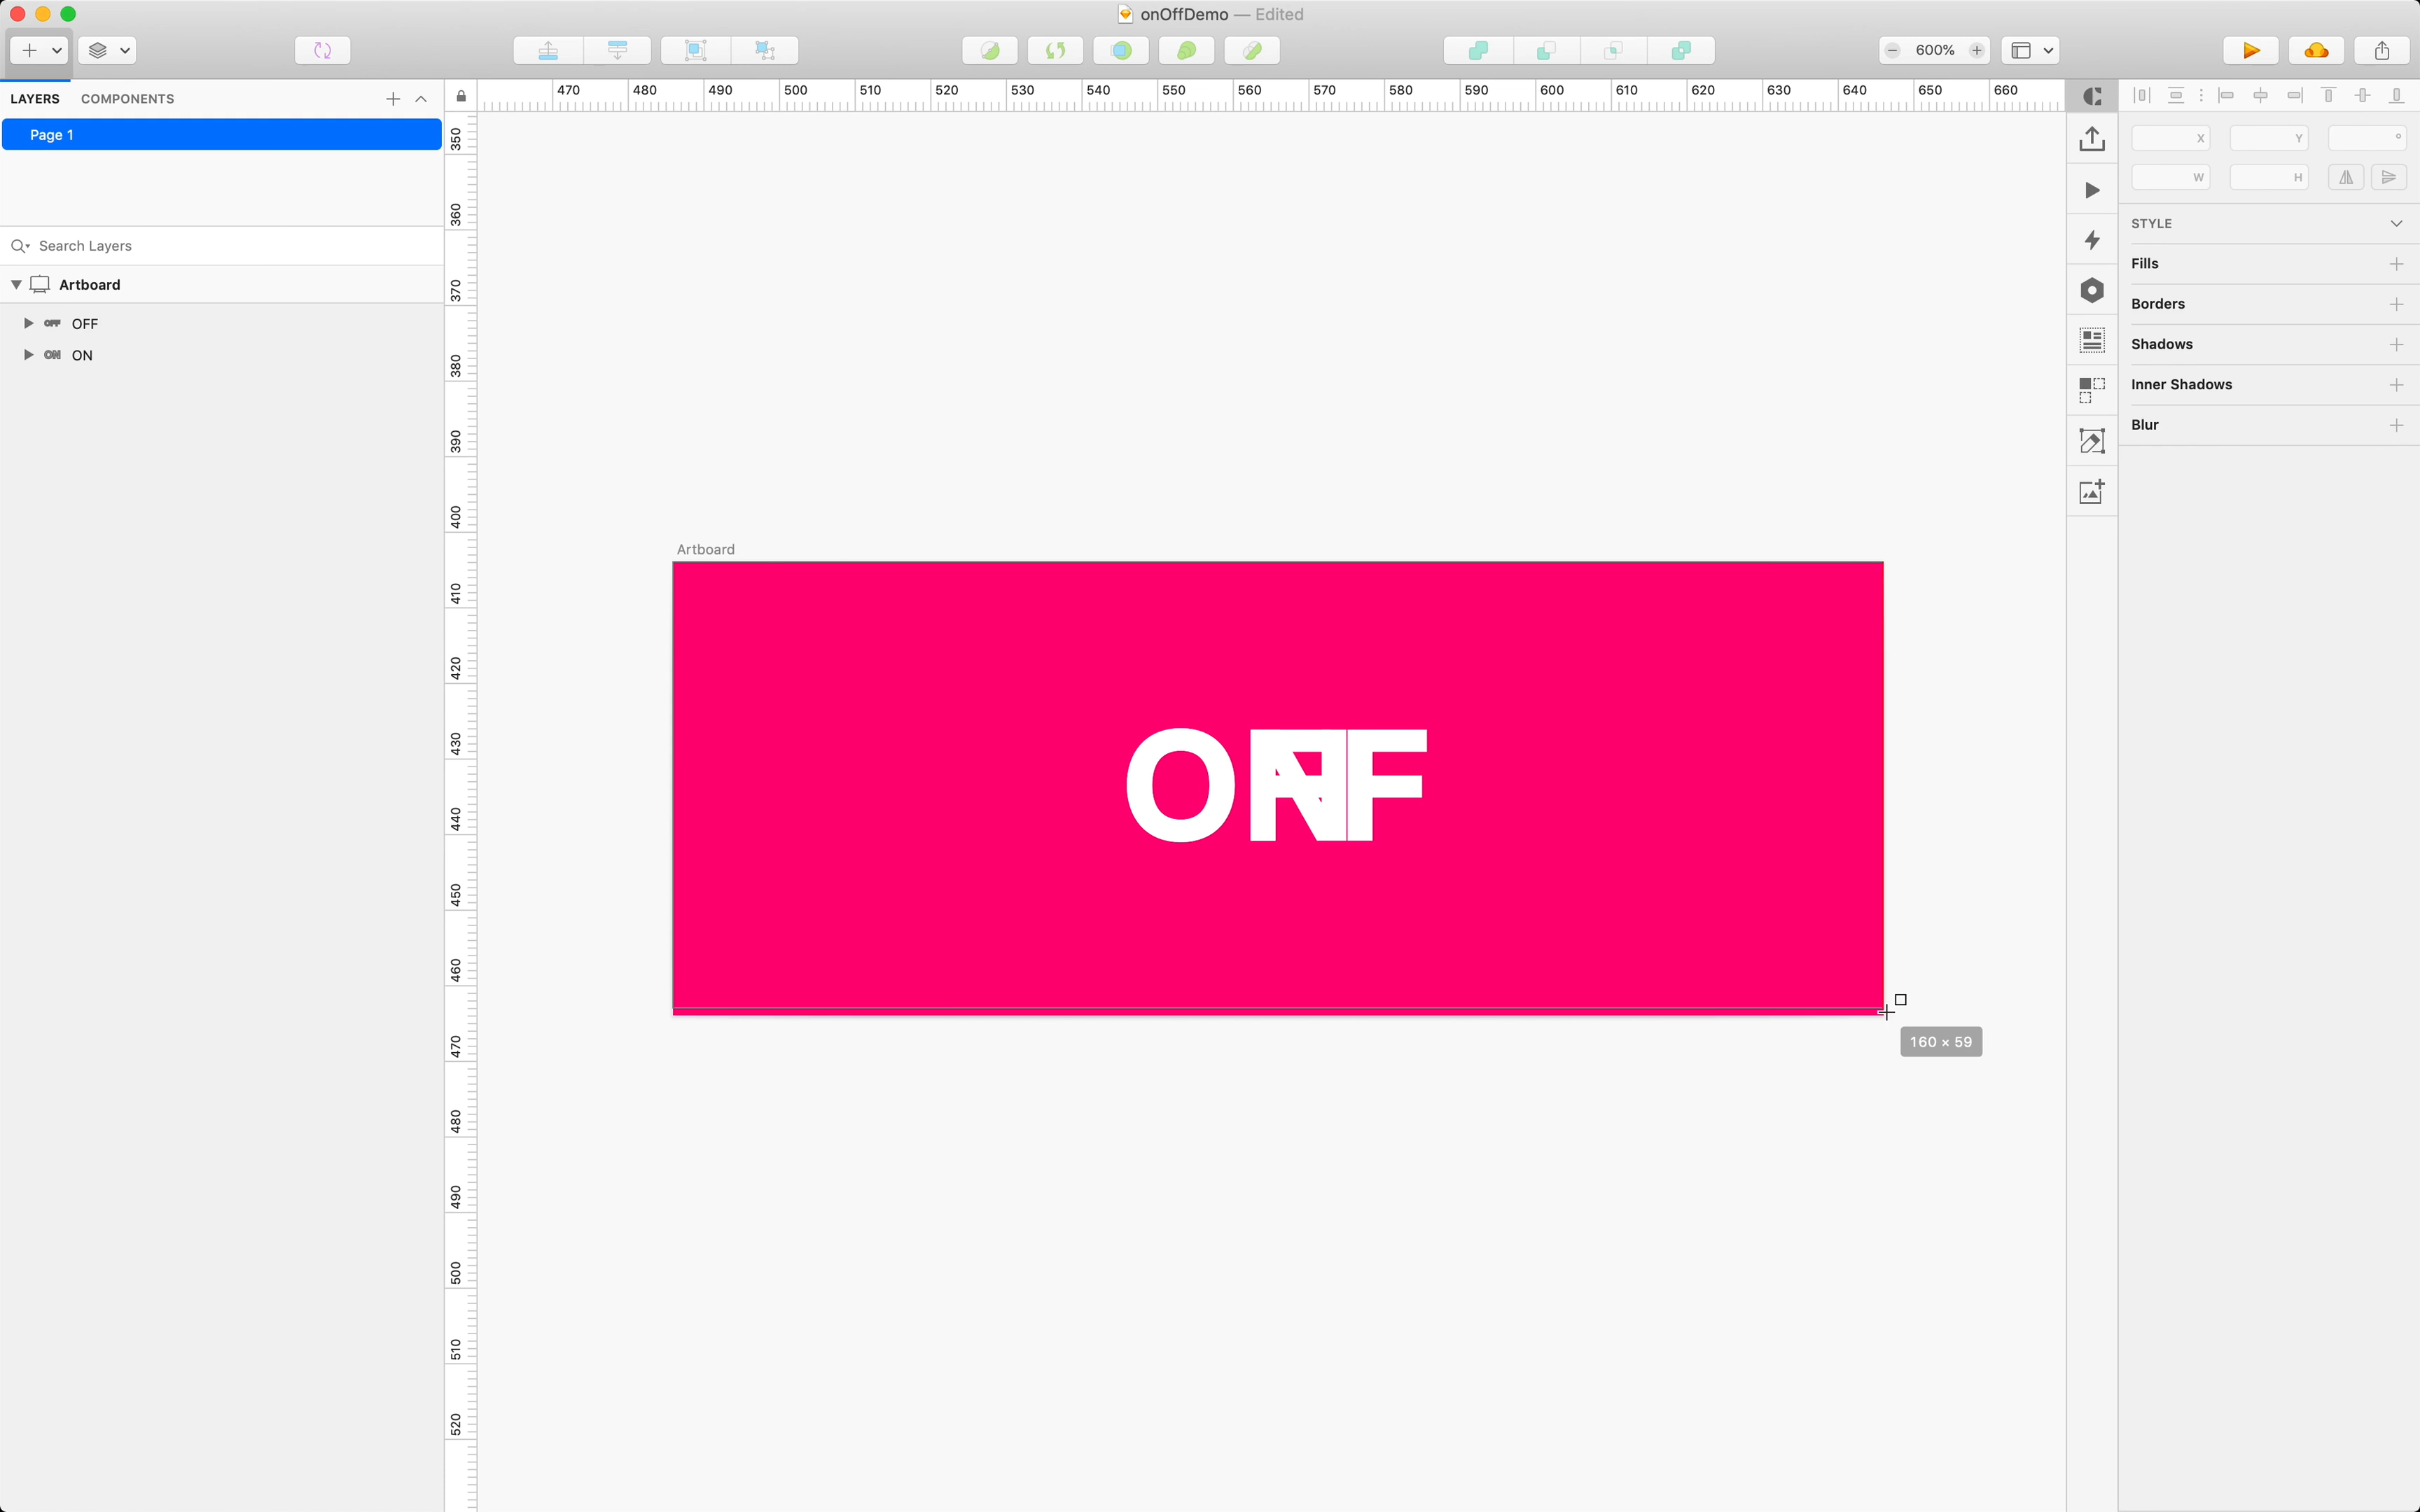 onOffDemo — Edited
600%
LAYERS COMPONENTS
Page 1
Search Layers
Artboard
OFF OFF
ON ON
470 480 490 500 510 520 530 540 550 560 570 580 590 600 610 620 630 640 650 660
350
360
370
380
390
400
410
420
430
440
450
460
470
480
490
500
510
520
Artboard
160 × 59
X Y °
W H
STYLE
Fills
Borders
Shadows
Inner Shadows
Blur